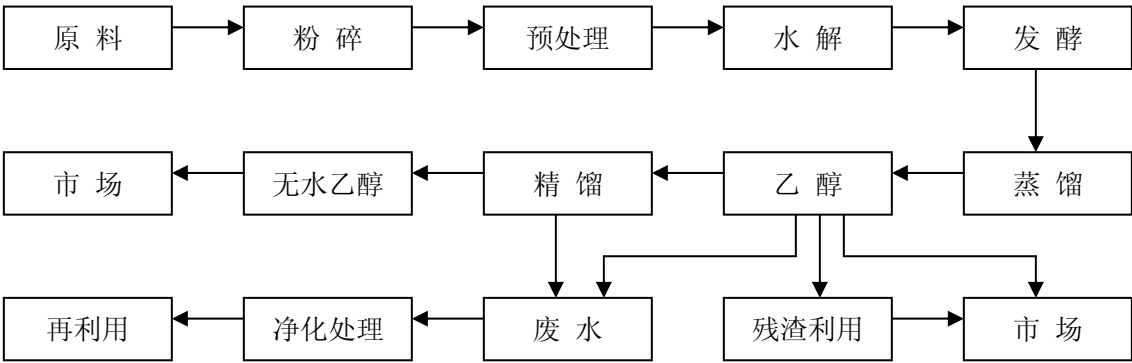 原 料
粉 碎
预处理
水 解
发 酵
市 场
无水乙醇
精 馏
乙 醇
蒸 馏
再利用
净化处理
废 水
残渣利用
市 场